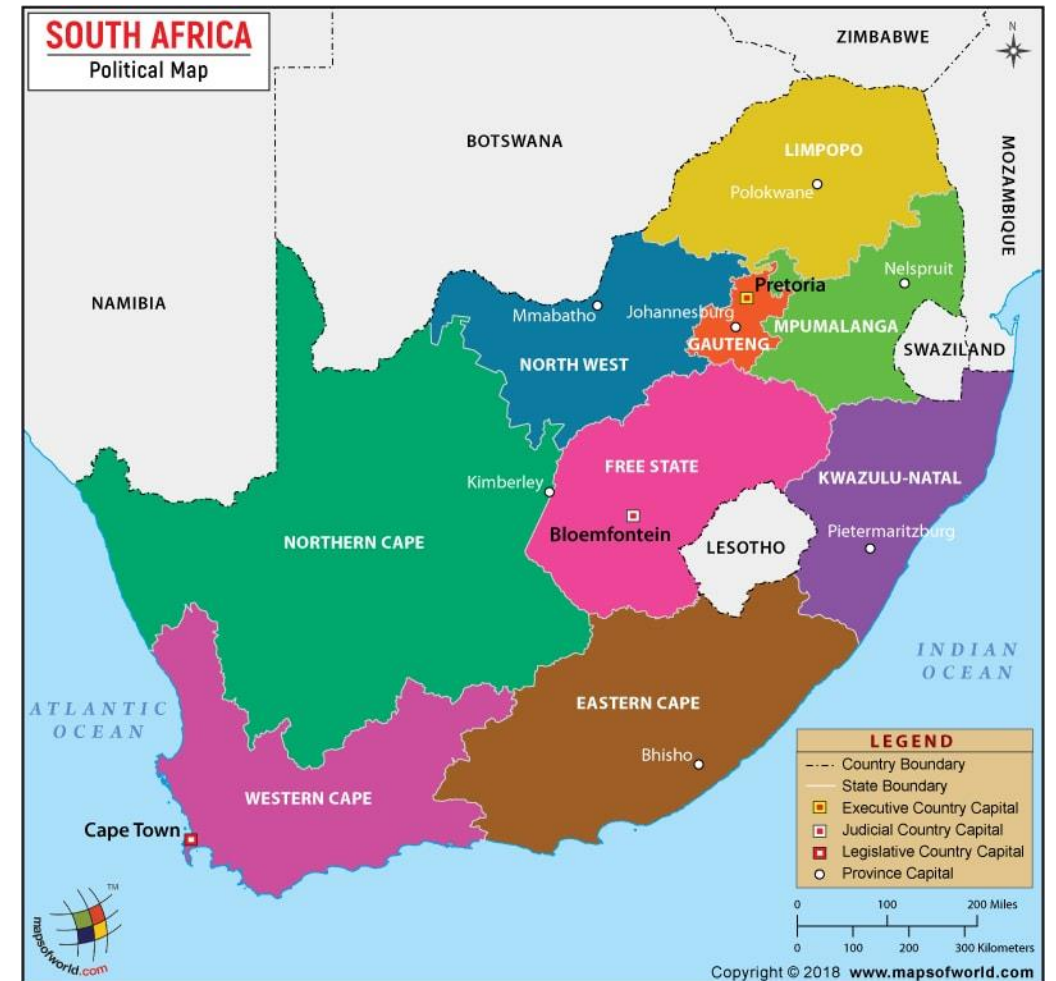 SOUTH AFRICA
Political Map
N
ZIMBABWE
BOTSWANA
MOZAMBIQUE
NAMIBIA
LIMPOPO
Polokwane
Nelspruit
Pretoria
Johannesburg
Mmabatho
MPUMALANGA
GAUTENG
SWAZILAND
NORTH WEST
FREE STATE
KWAZULU-NATAL
Kimberley
Bloemfontein
Pietermaritzburg
NORTHERN CAPE
LESOTHO
INDIAN
OCEAN
ATLANTIC
OCEAN
EASTERN CAPE
Bhisho
WESTERN CAPE
Cape Town
LEGEND
Country Boundary
State Boundary
Executive Country Capital
Judicial Country Capital
Legislative Country Capital
Province Capital
0 100 200 Miles
0 100 200 300 Kilometers
TM
mapsofworld.com
Copyright © 2018 www.mapsofworld.com